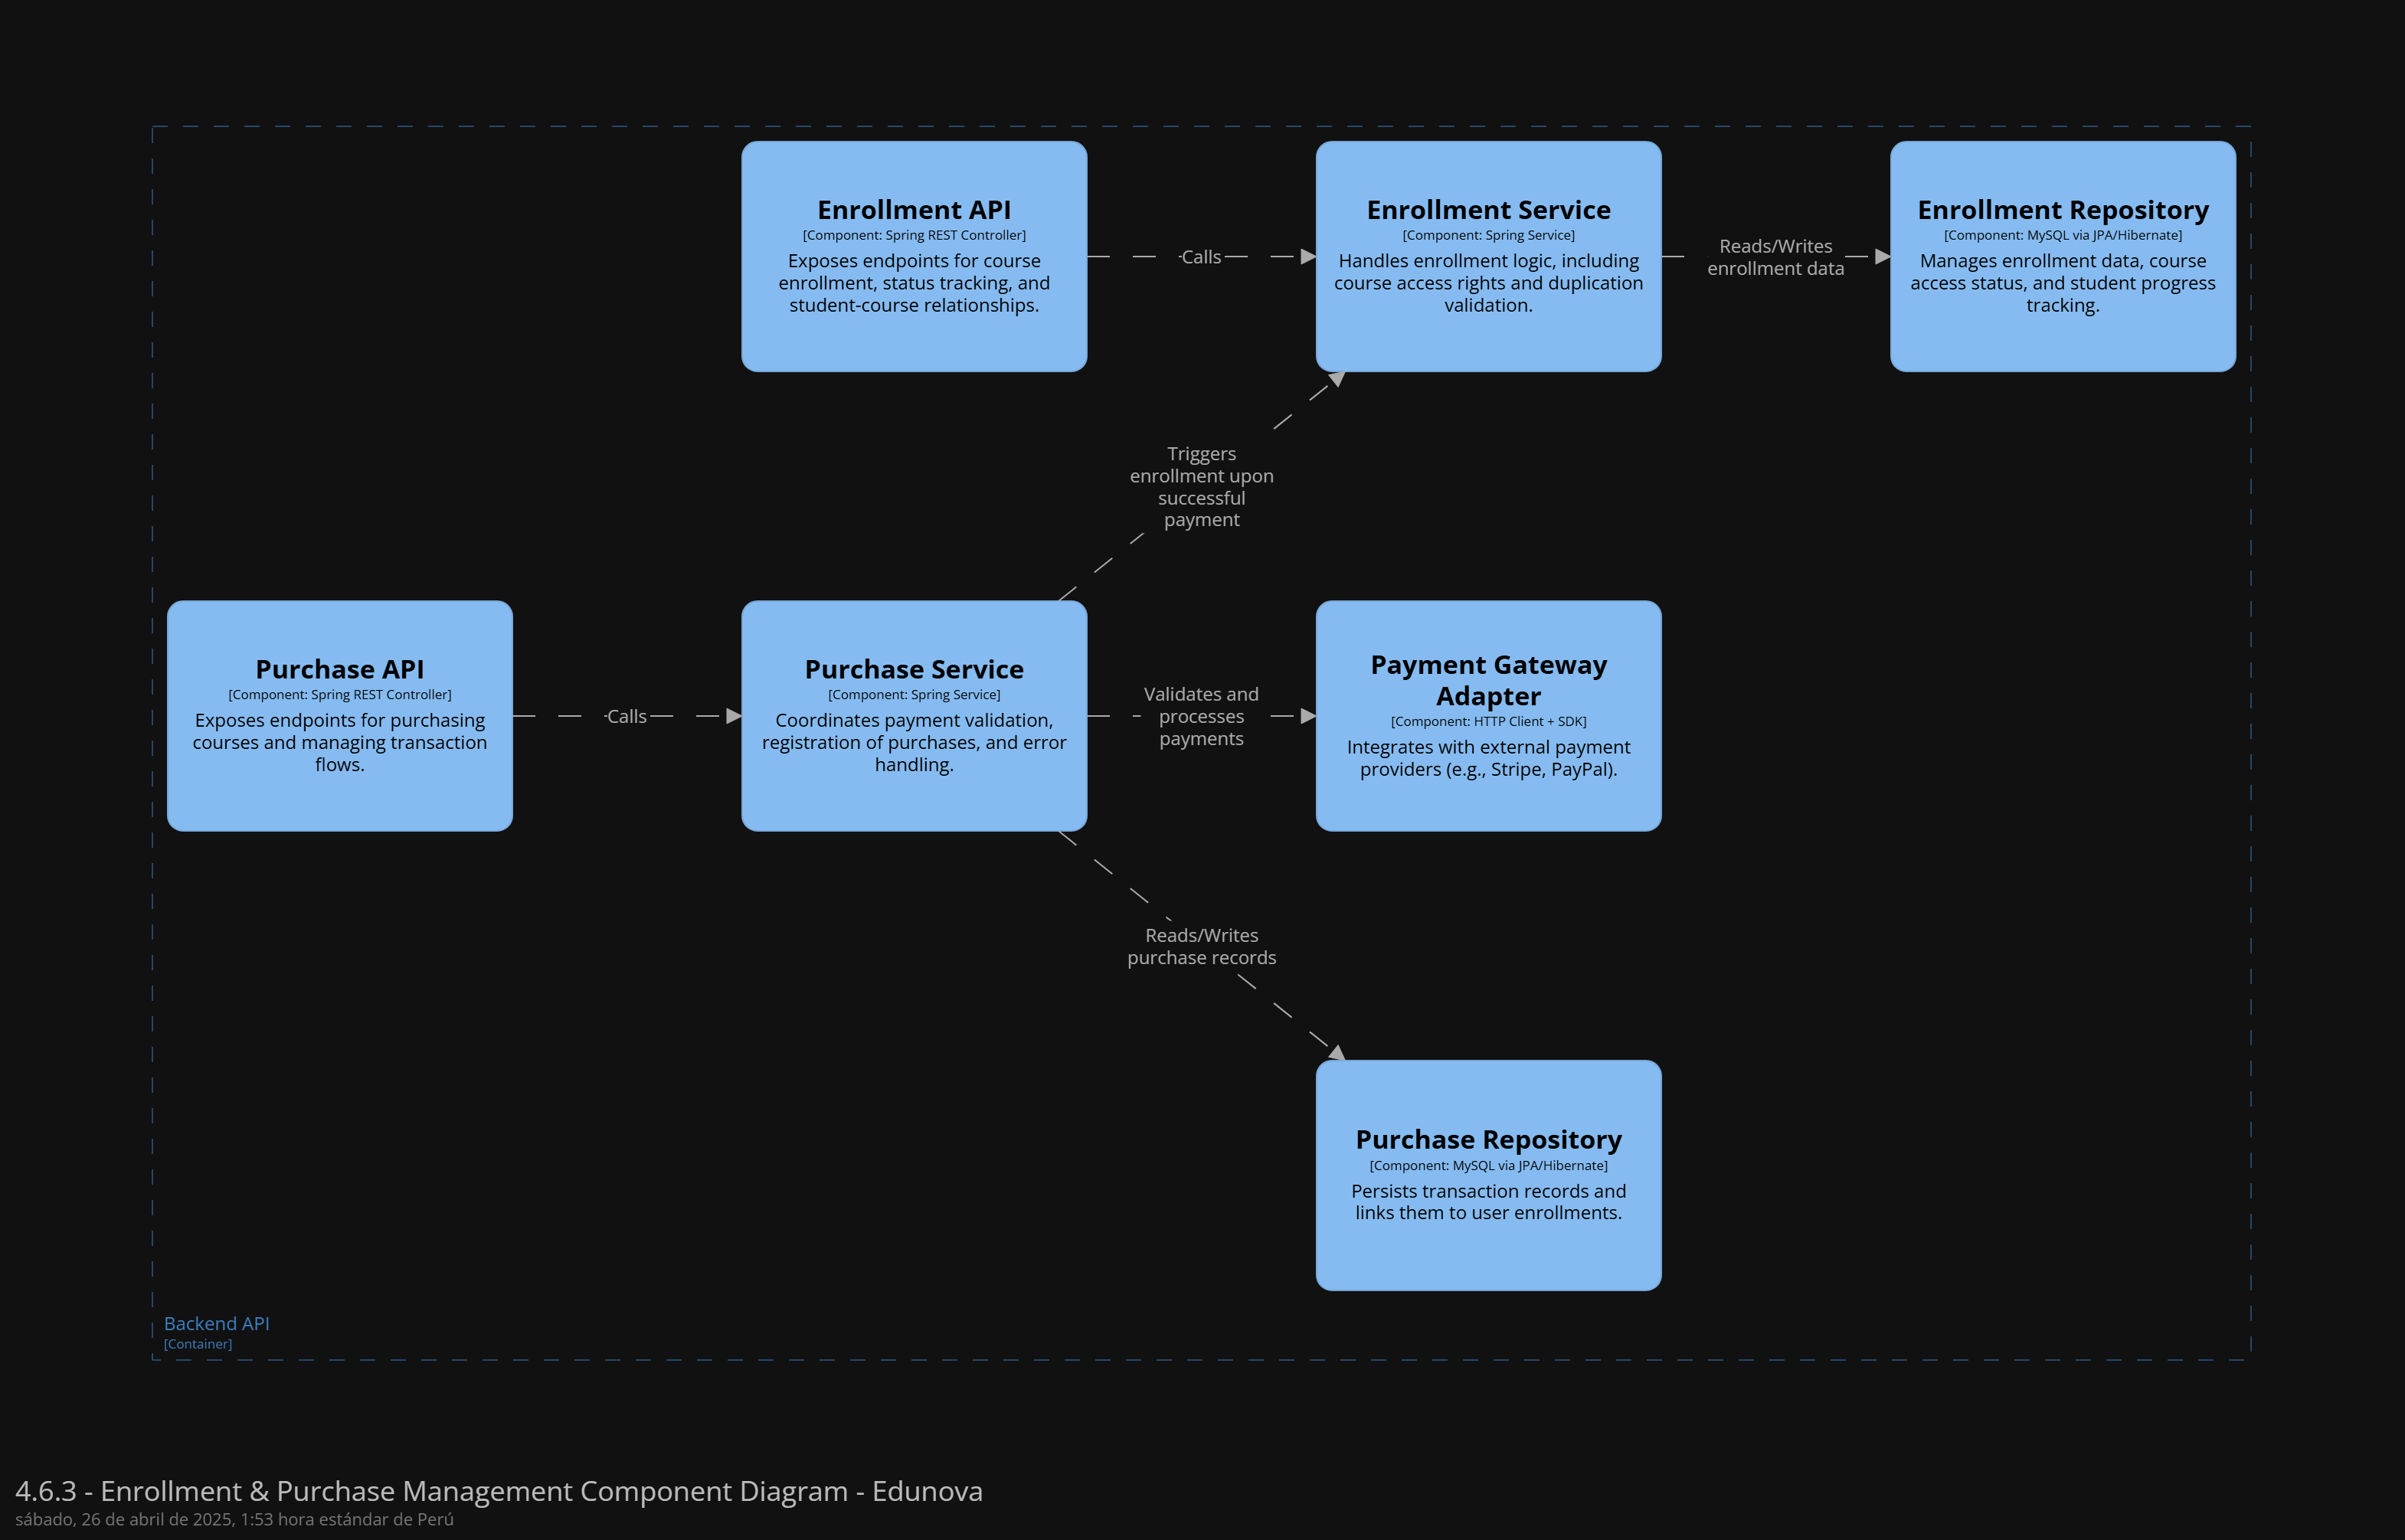 Enrollment API
[Component: Spring REST Controller]
Exposes endpoints for course
enrollment, status tracking, and
student-course relationships.
Calls
Enrollment Service
[Component: Spring Service]
Handles enrollment logic, including
course access rights and duplication
validation.
Reads/Writes
enrollment data
Enrollment Repository
[Component: MySQL via JPA/Hibernate]
Manages enrollment data, course
access status, and student progress
tracking.
Triggers
enrollment upon
successful
payment
Purchase API
[Component: Spring REST Controller]
Exposes endpoints for purchasing
courses and managing transaction
flows.
Calls
Purchase Service
[Component: Spring Service]
Coordinates payment validation,
registration of purchases, and error
handling.
Validates and
processes
payments
Payment Gateway
Adapter
[Component: HTTP Client + SDK]
Integrates with external payment
providers (e.g., Stripe, PayPal).
Reads/Writes
purchase records
Purchase Repository
[Component: MySQL via JPA/Hibernate]
Persists transaction records and
links them to user enrollments.
Backend API
[Container]
4.6.3 - Enrollment & Purchase Management Component Diagram - Edunova
sábado, 26 de abril de 2025, 1:53 hora estándar de Perú